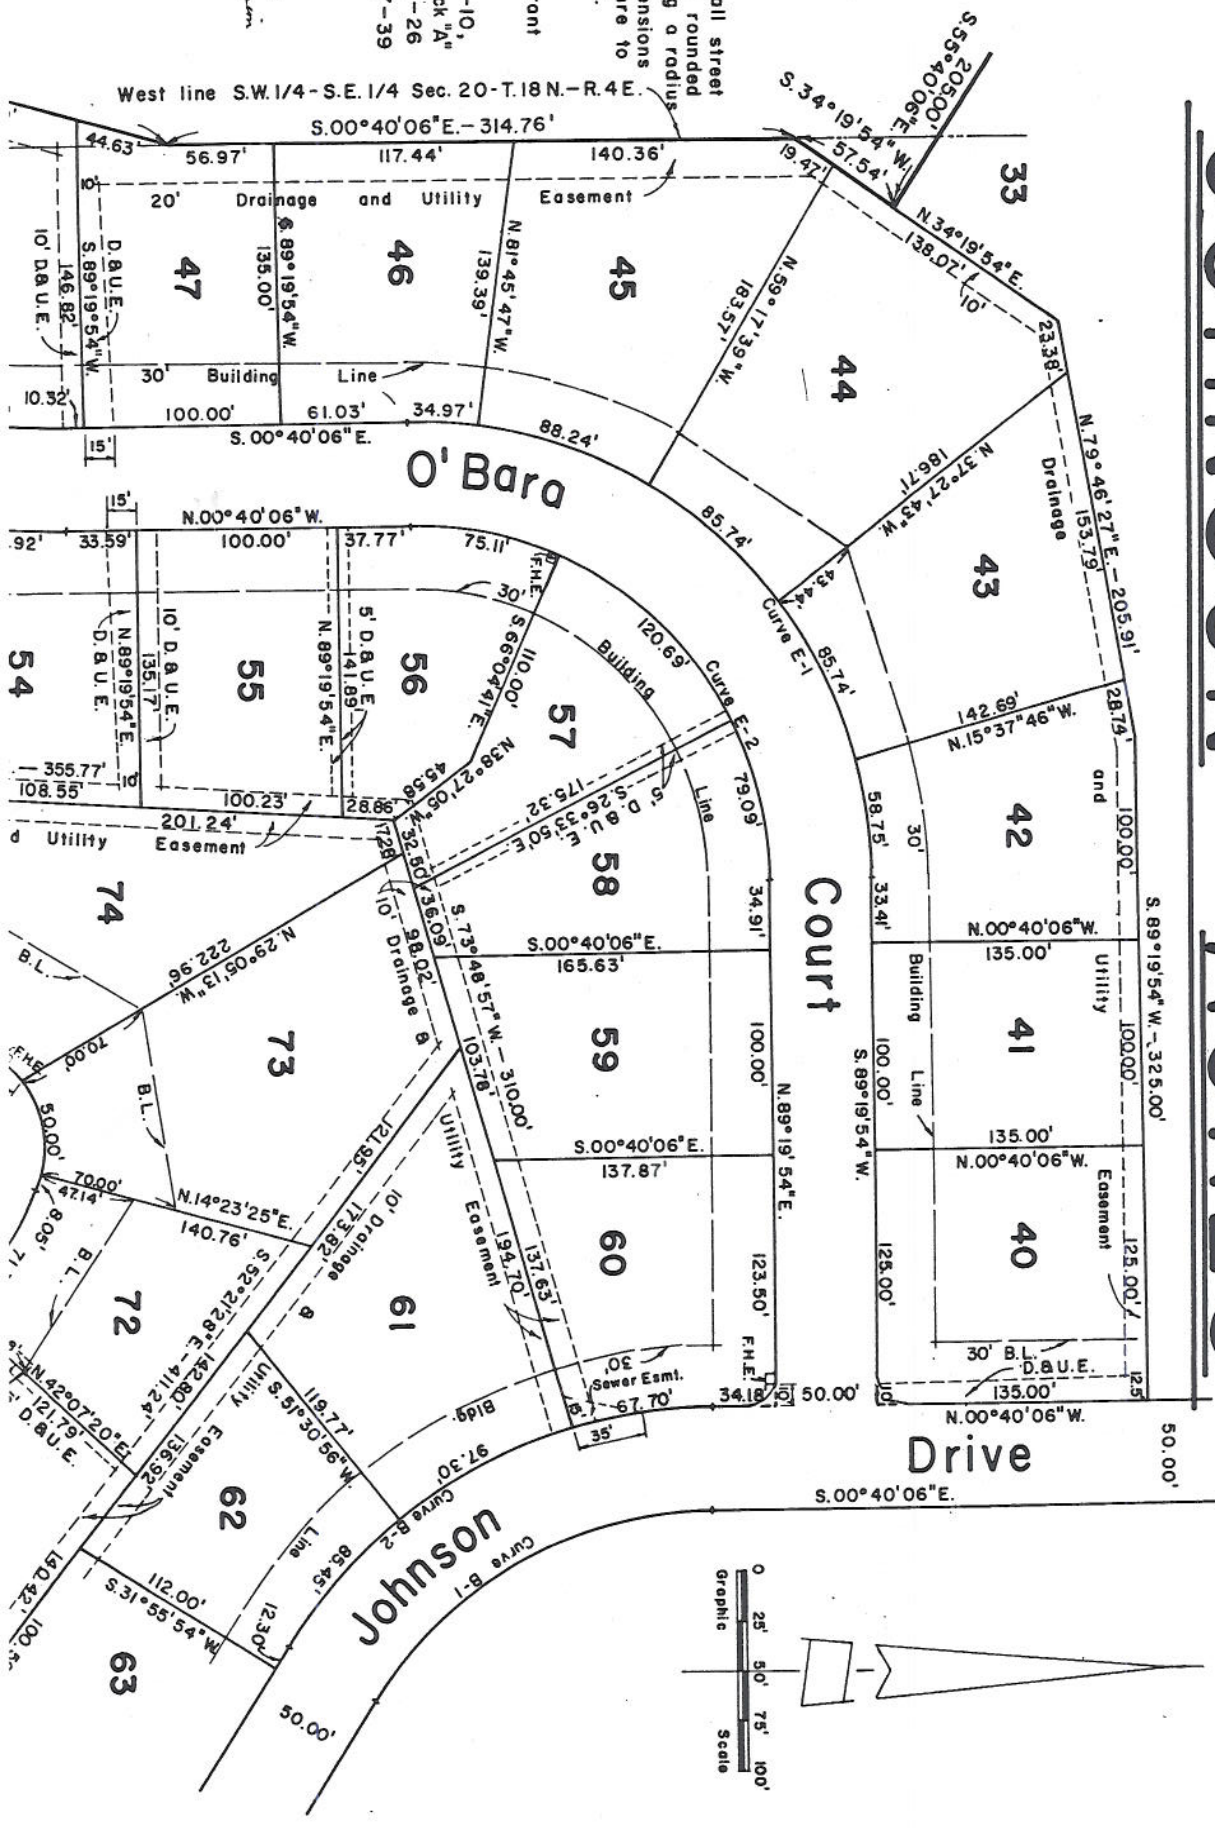 all street
rounded
g a radius
ensions
are to
ant
-10,
ck "A"
-26
7-39
West line S.W. 1/4 - S.E. 1/4 Sec. 20 - T.18 N. - R. 4 E.
S.00°40'06"E. - 314.76'
44.63'
56.97'
117.44'
140.36'
19.42'
S. 34°19'54"W.
57.54'
205.00'
S.55°40'06"E.
N.34°19'54"E.
138.07'
10'
33
10'
20' Drainage and Utility Easement
47
46
45
44
43
42
41
40
D.&U.E.
S.89°19'54"W.
146.82'
10' D.&U.E.
S.89°19'54"W.
135.00'
N.81°45'47"W.
139.39'
N.59°17'39"W.
183.57'
23.38'
N.79°46'27"E. - 205.91'
153.79'
Drainage
N.37°27'43"W.
186.71'
43.44'
30' Building Line
10.32'
100.00'
61.03'
34.97'
88.24'
85.74'
Curve E-1
85.74'
S.00°40'06"E.
15'
O'Bara
Court
15'
N.00°40'06"W.
.92'
33.59'
100.00'
37.77'
75.11'
F.H.E.
30'
Building
Line
120.69'
Curve E-2
79.09'
34.91'
100.00'
123.50'
N.89°19'54"E.
S.89°19'54"W.
142.69'
N.15°37'46"W.
28.74'
and
100.00'
58.75'
30'
33.41'
N.00°40'06"W.
135.00'
S.89°19'54"W. - 325.00'
Utility
100.00'
Building
Line
100.00'
135.00'
N.00°40'06"W.
Easement
125.00'
125.00'
30' B.L.
D.&U.E.
135.00'
12.5'
10'
N.00°40'06"W.
50.00'
Drive
S.00°40'06"E.
54
55
56
57
58
59
60
N.89°19'54"E.
D.&U.E.
10' D.&U.E.
135.17'
N.89°19'54"E.
5' D.&U.E.
141.89'
S.66°04'41"E.
110.00'
N.38°27'05"W.
45.58'
175.32'
S.26°33'50"E.
5' D.&U.E.
- 355.77'
108.55'
10'
100.23'
28.86'
201.24'
d Utility Easement
17.28'
32.50'
36.09'
98.02'
10' Drainage &
Utility
Easement
S.73°48'57"W. - 310.00'
S.00°40'06"E.
165.63'
103.78'
S.00°40'06"E.
137.87'
137.63'
194.70'
30'
Sewer Esmt.
F.H.E.
34.18'
50.00'
67.70'
35'
74
B.L.
N.29°05'13"W.
222.96'
70.00'
F.H.E.
73
B.L.
50.00'
70.00'
47.14'
N.14°23'25"E.
140.76'
8.05'
B.L.
72
N.42°07'20"E.
121.79'
D.&U.E.
121.95'
173.82'
10' Drainage
&
Utility
Easement
S.52°21'28"E. - 411.24'
142.80'
136.92'
140.42'
61
119.77'
S.51°30'56"W.
Bldg.
Line
97.30'
Curve B-2
85.45'
12.30'
62
112.00'
S.31°55'54"W.
63
Johnson
Curve B-1
50.00'
0 25' 50' 75' 100'
Graphic Scale